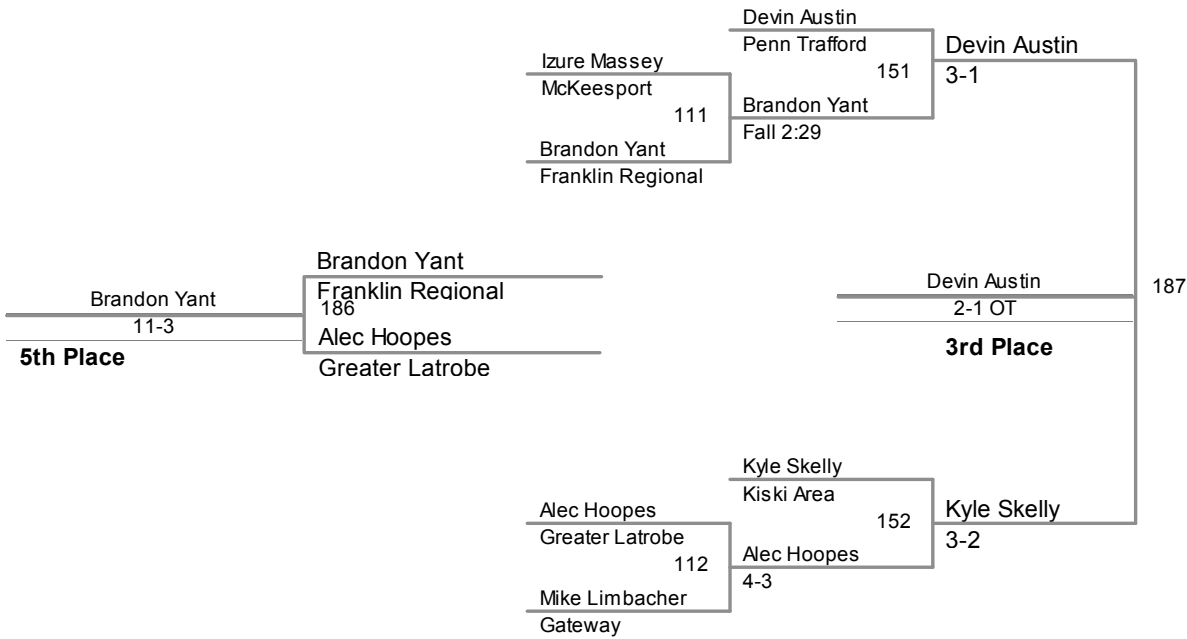 Devin Austin
Penn Trafford
151
Devin Austin
3-1
Izure Massey
McKeesport
111
Brandon Yant
Fall 2:29
Brandon Yant
Franklin Regional
Brandon Yant
Franklin Regional
186
Brandon Yant
11-3
5th Place
Alec Hoopes
Greater Latrobe
Devin Austin
2-1 OT
3rd Place
187
Kyle Skelly
Kiski Area
152
Kyle Skelly
3-2
Alec Hoopes
Greater Latrobe
112
Alec Hoopes
4-3
Mike Limbacher
Gateway